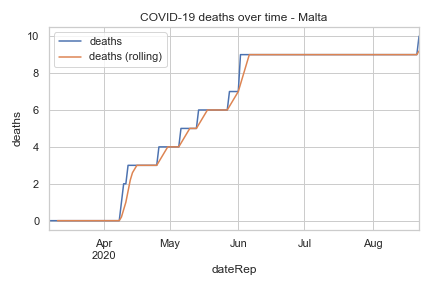 COVID-19 deaths over time - Malta
deaths
deaths (rolling)
10
8
6
4
2
0
deaths
Apr
2020
May
Jun
Jul
Aug
dateRep